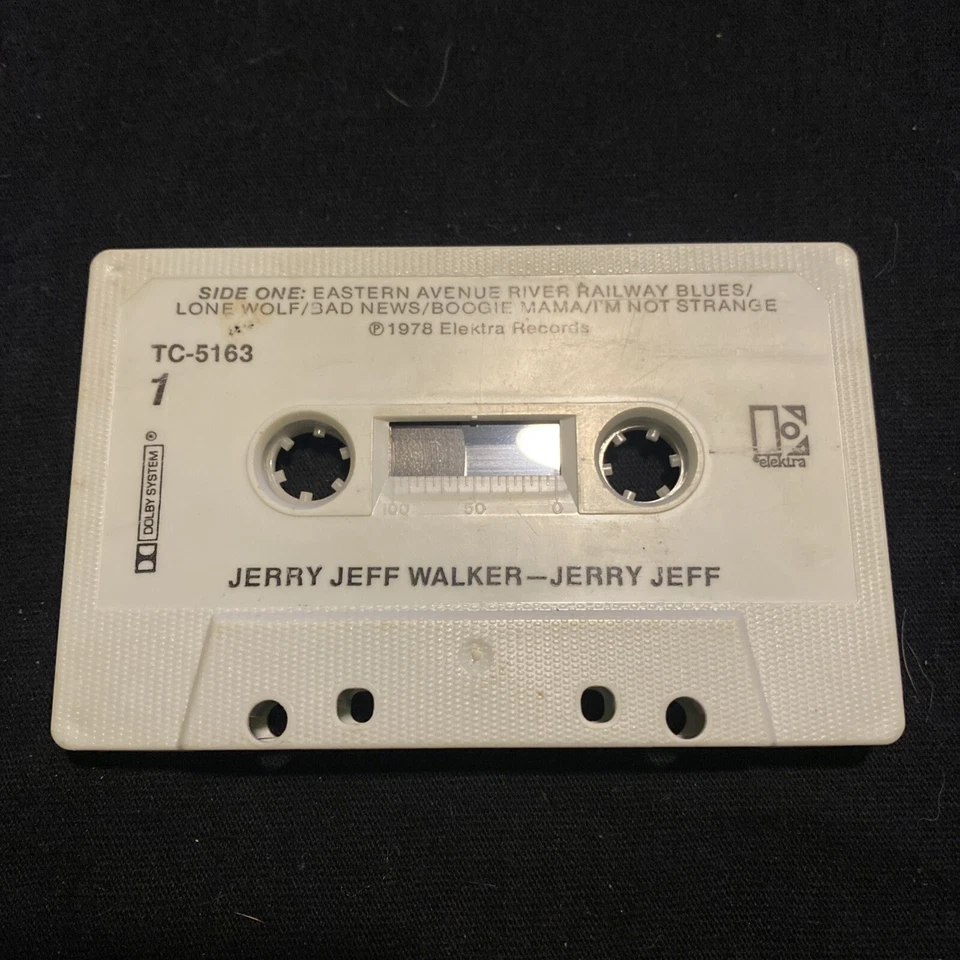 SIDE ONE: EASTERN AVENUE RIVER RAILWAY BLUES/
LONE WOLF/BAD NEWS/BOOGIE MAMA/I'M NOT STRANGE
℗1978 Elektra Records
TC-5163
1
DOLBY SYSTEM ®
elektra
100 50 0
JERRY JEFF WALKER—JERRY JEFF